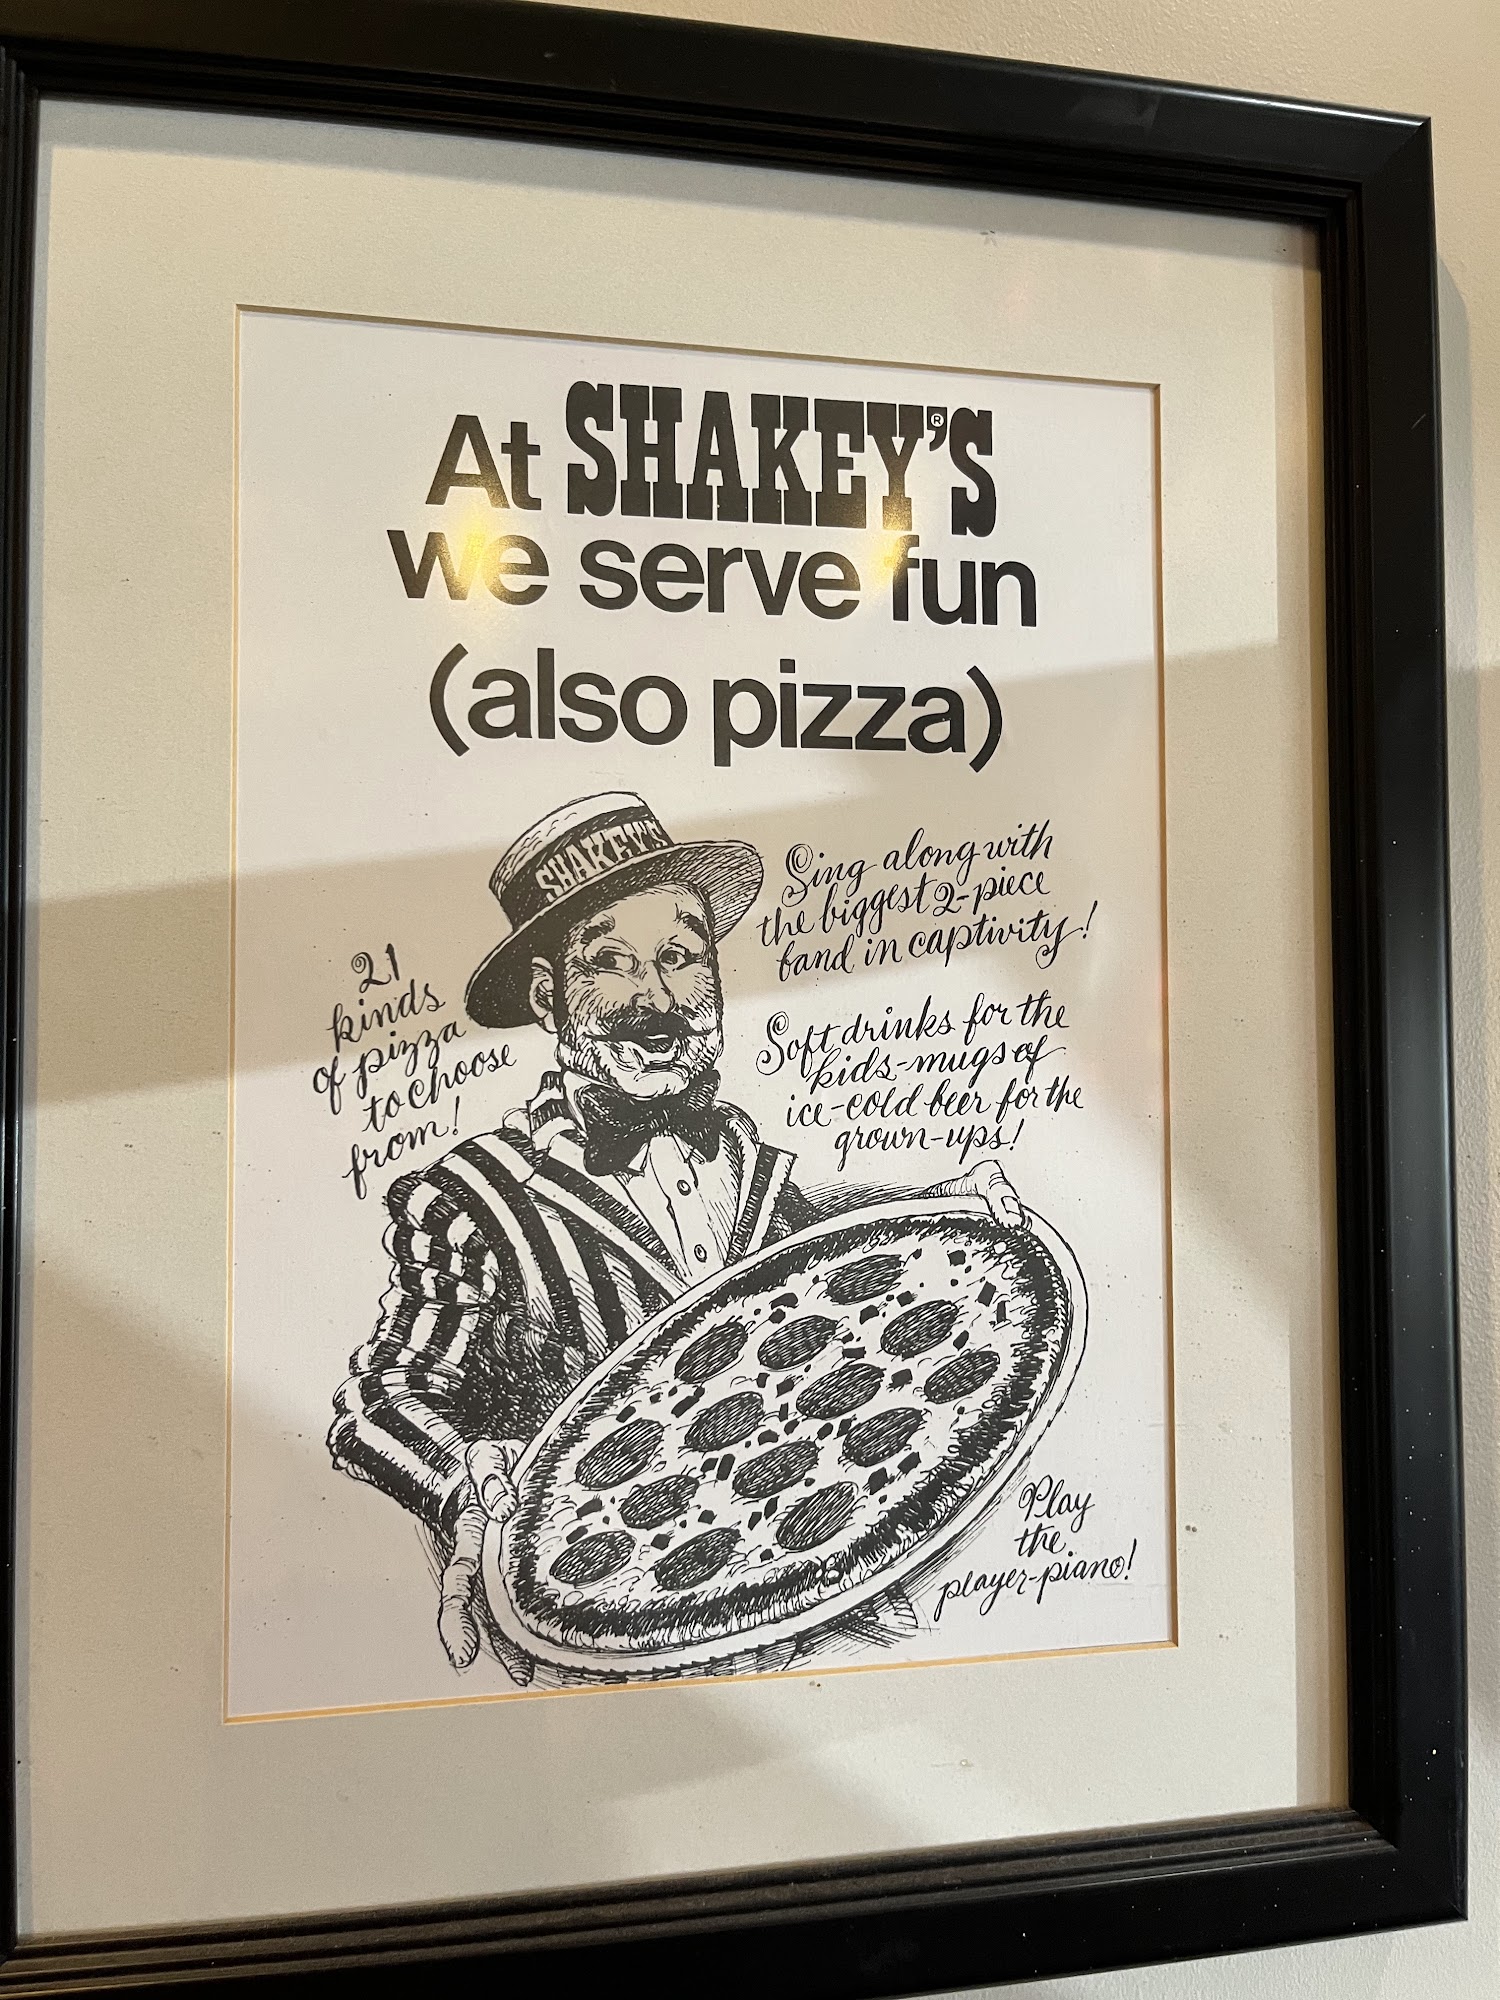 At SHAKEY'S®
we serve fun
(also pizza)
SHAKEY'S
Sing along with
the biggest 2-piece
band in captivity!
21
kinds
of pizza
to choose
from!
Soft drinks for the
kids-mugs of
ice-cold beer for the
grown-ups!
Play
the
player-piano!